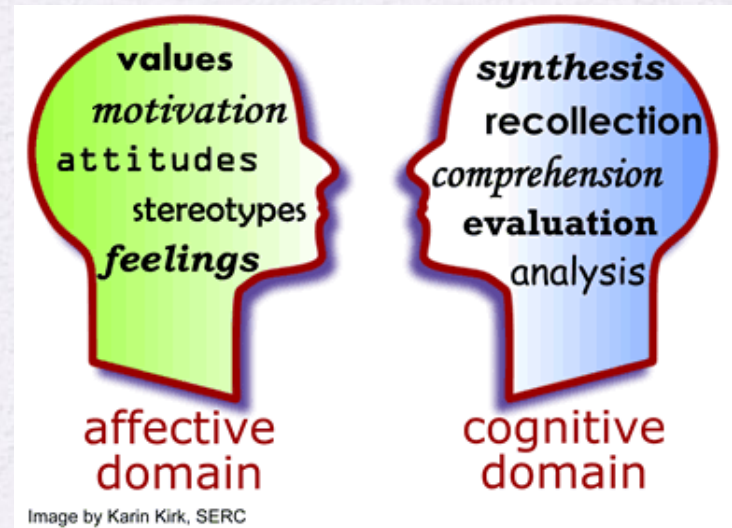 values
motivation
attitudes
stereotypes
feelings
affective
domain
synthesis
recollection
comprehension
evaluation
analysis
cognitive
domain
Image by Karin Kirk, SERC